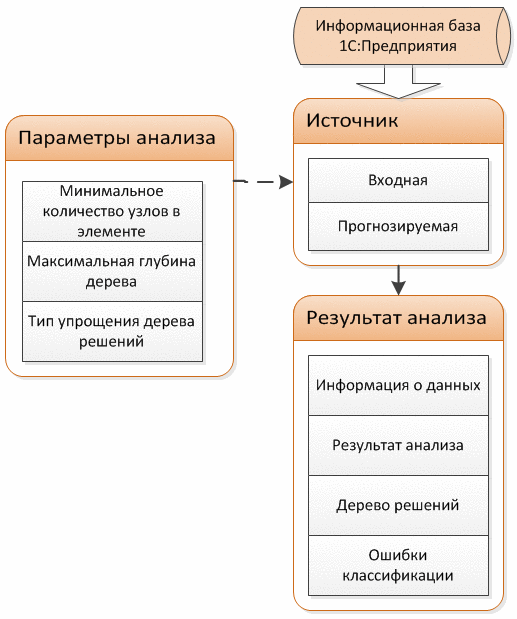 Информационная база
1С:Предприятия
Параметры анализа
Минимальное
количество узлов в
элементе
Максимальная глубина
дерева
Тип упрощения дерева
решений
Источник
Входная
Прогнозируемая
Результат анализа
Информация о данных
Результат анализа
Дерево решений
Ошибки
классификации